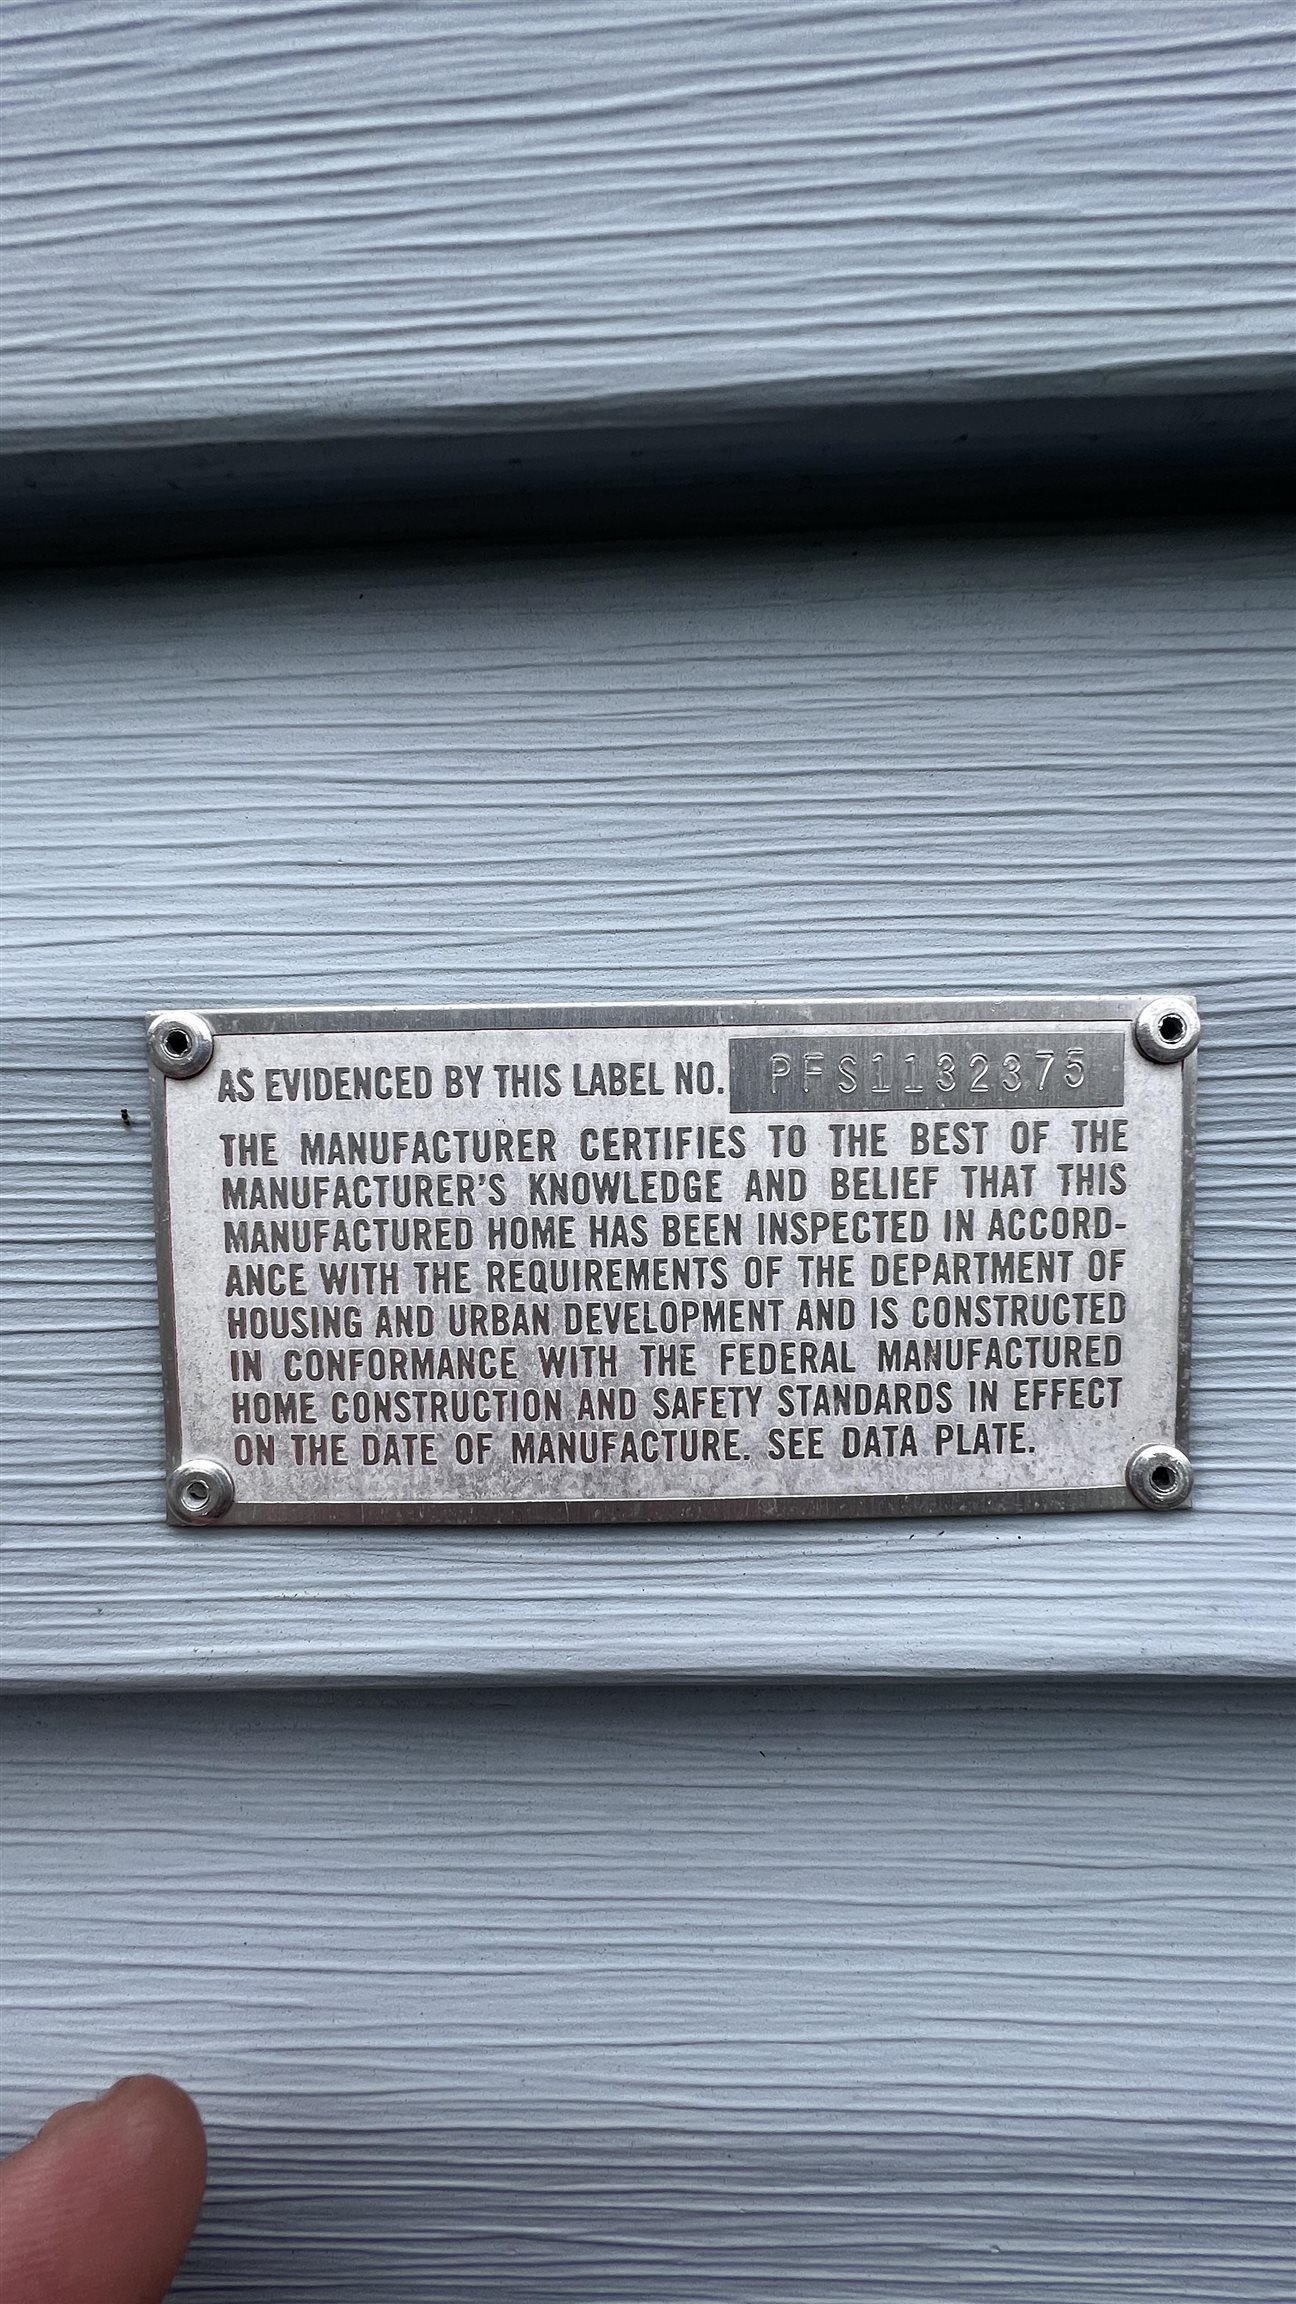 AS EVIDENCED BY THIS LABEL NO. PFS1132375
THE MANUFACTURER CERTIFIES TO THE BEST OF THE
MANUFACTURER'S KNOWLEDGE AND BELIEF THAT THIS
MANUFACTURED HOME HAS BEEN INSPECTED IN ACCORD-
ANCE WITH THE REQUIREMENTS OF THE DEPARTMENT OF
HOUSING AND URBAN DEVELOPMENT AND IS CONSTRUCTED
IN CONFORMANCE WITH THE FEDERAL MANUFACTURED
HOME CONSTRUCTION AND SAFETY STANDARDS IN EFFECT
ON THE DATE OF MANUFACTURE. SEE DATA PLATE.